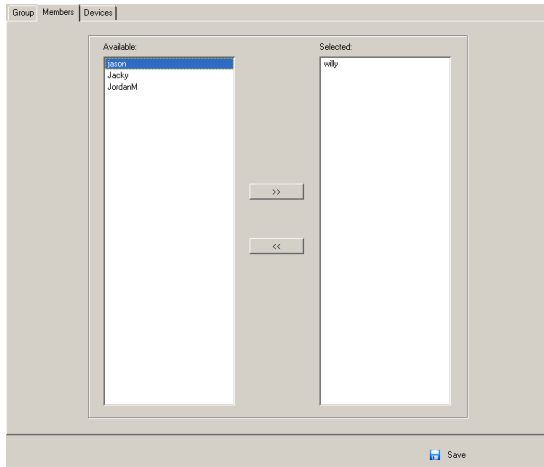 Group Members Devices
Available: Selected:
jason willy
Jacky
JordanM
>>
<<
Save